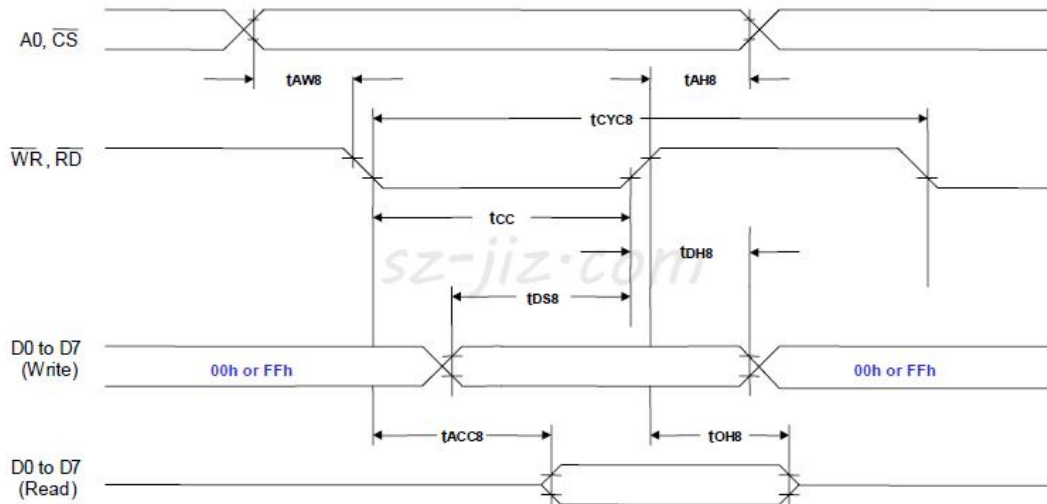 A0, CS
tAW8
tAH8
tCYC8
WR, RD
tCC
tDH8
sz-jiz·com
tDS8
D0 to D7
(Write)
00h or FFh
00h or FFh
tACC8
tOH8
D0 to D7
(Read)